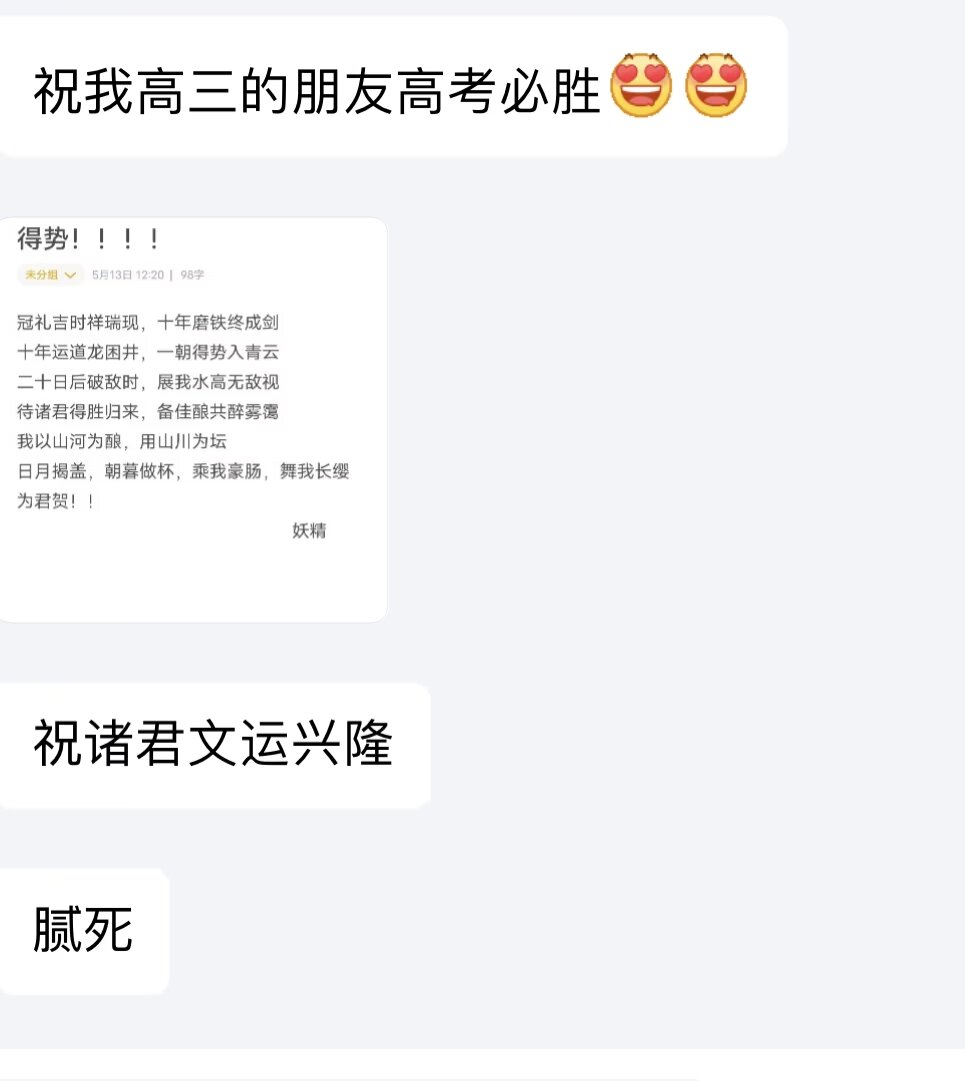 祝我高三的朋友高考必胜😍😍
得势！！！！
未分组 5月13日 12:20 | 98字
冠礼吉时祥瑞现，十年磨铁终成剑
十年运道龙困井，一朝得势入青云
二十日后破敌时，展我水高无敌视
待诸君得胜归来，备佳酿共醉雾霭
我以山河为酿，用山川为坛
日月揭盖，朝暮做杯，乘我豪肠，舞我长缨
为君贺！！
妖精
祝诸君文运兴隆
腻死